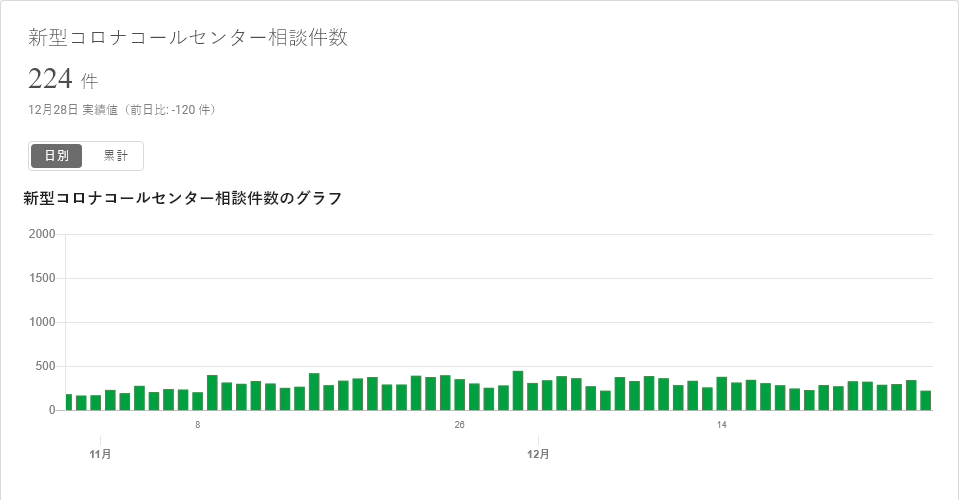 新型コロナコールセンター相談件数
224 件
12月28日 実績値（前日比: -120 件）
日別 累計
新型コロナコールセンター相談件数のグラフ
2000
1500
1000
500
0
8 26 14
11月 12月